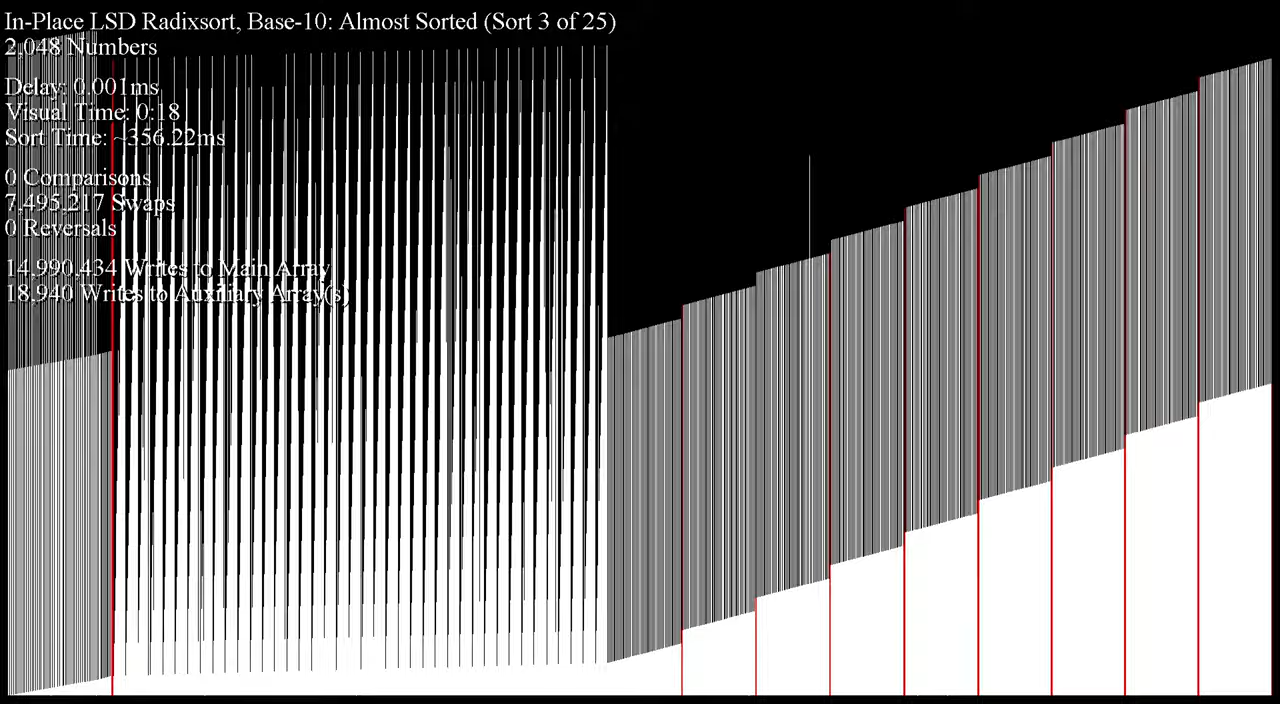 In-Place LSD Radixsort, Base-10: Almost Sorted (Sort 3 of 25)
2,048 Numbers
Delay: 0.001ms
Visual Time: 0:18
Sort Time: ~356.22ms
0 Comparisons
7,495,217 Swaps
0 Reversals
14,990,434 Writes to Main Array
18,940 Writes to Auxiliary Array(s)